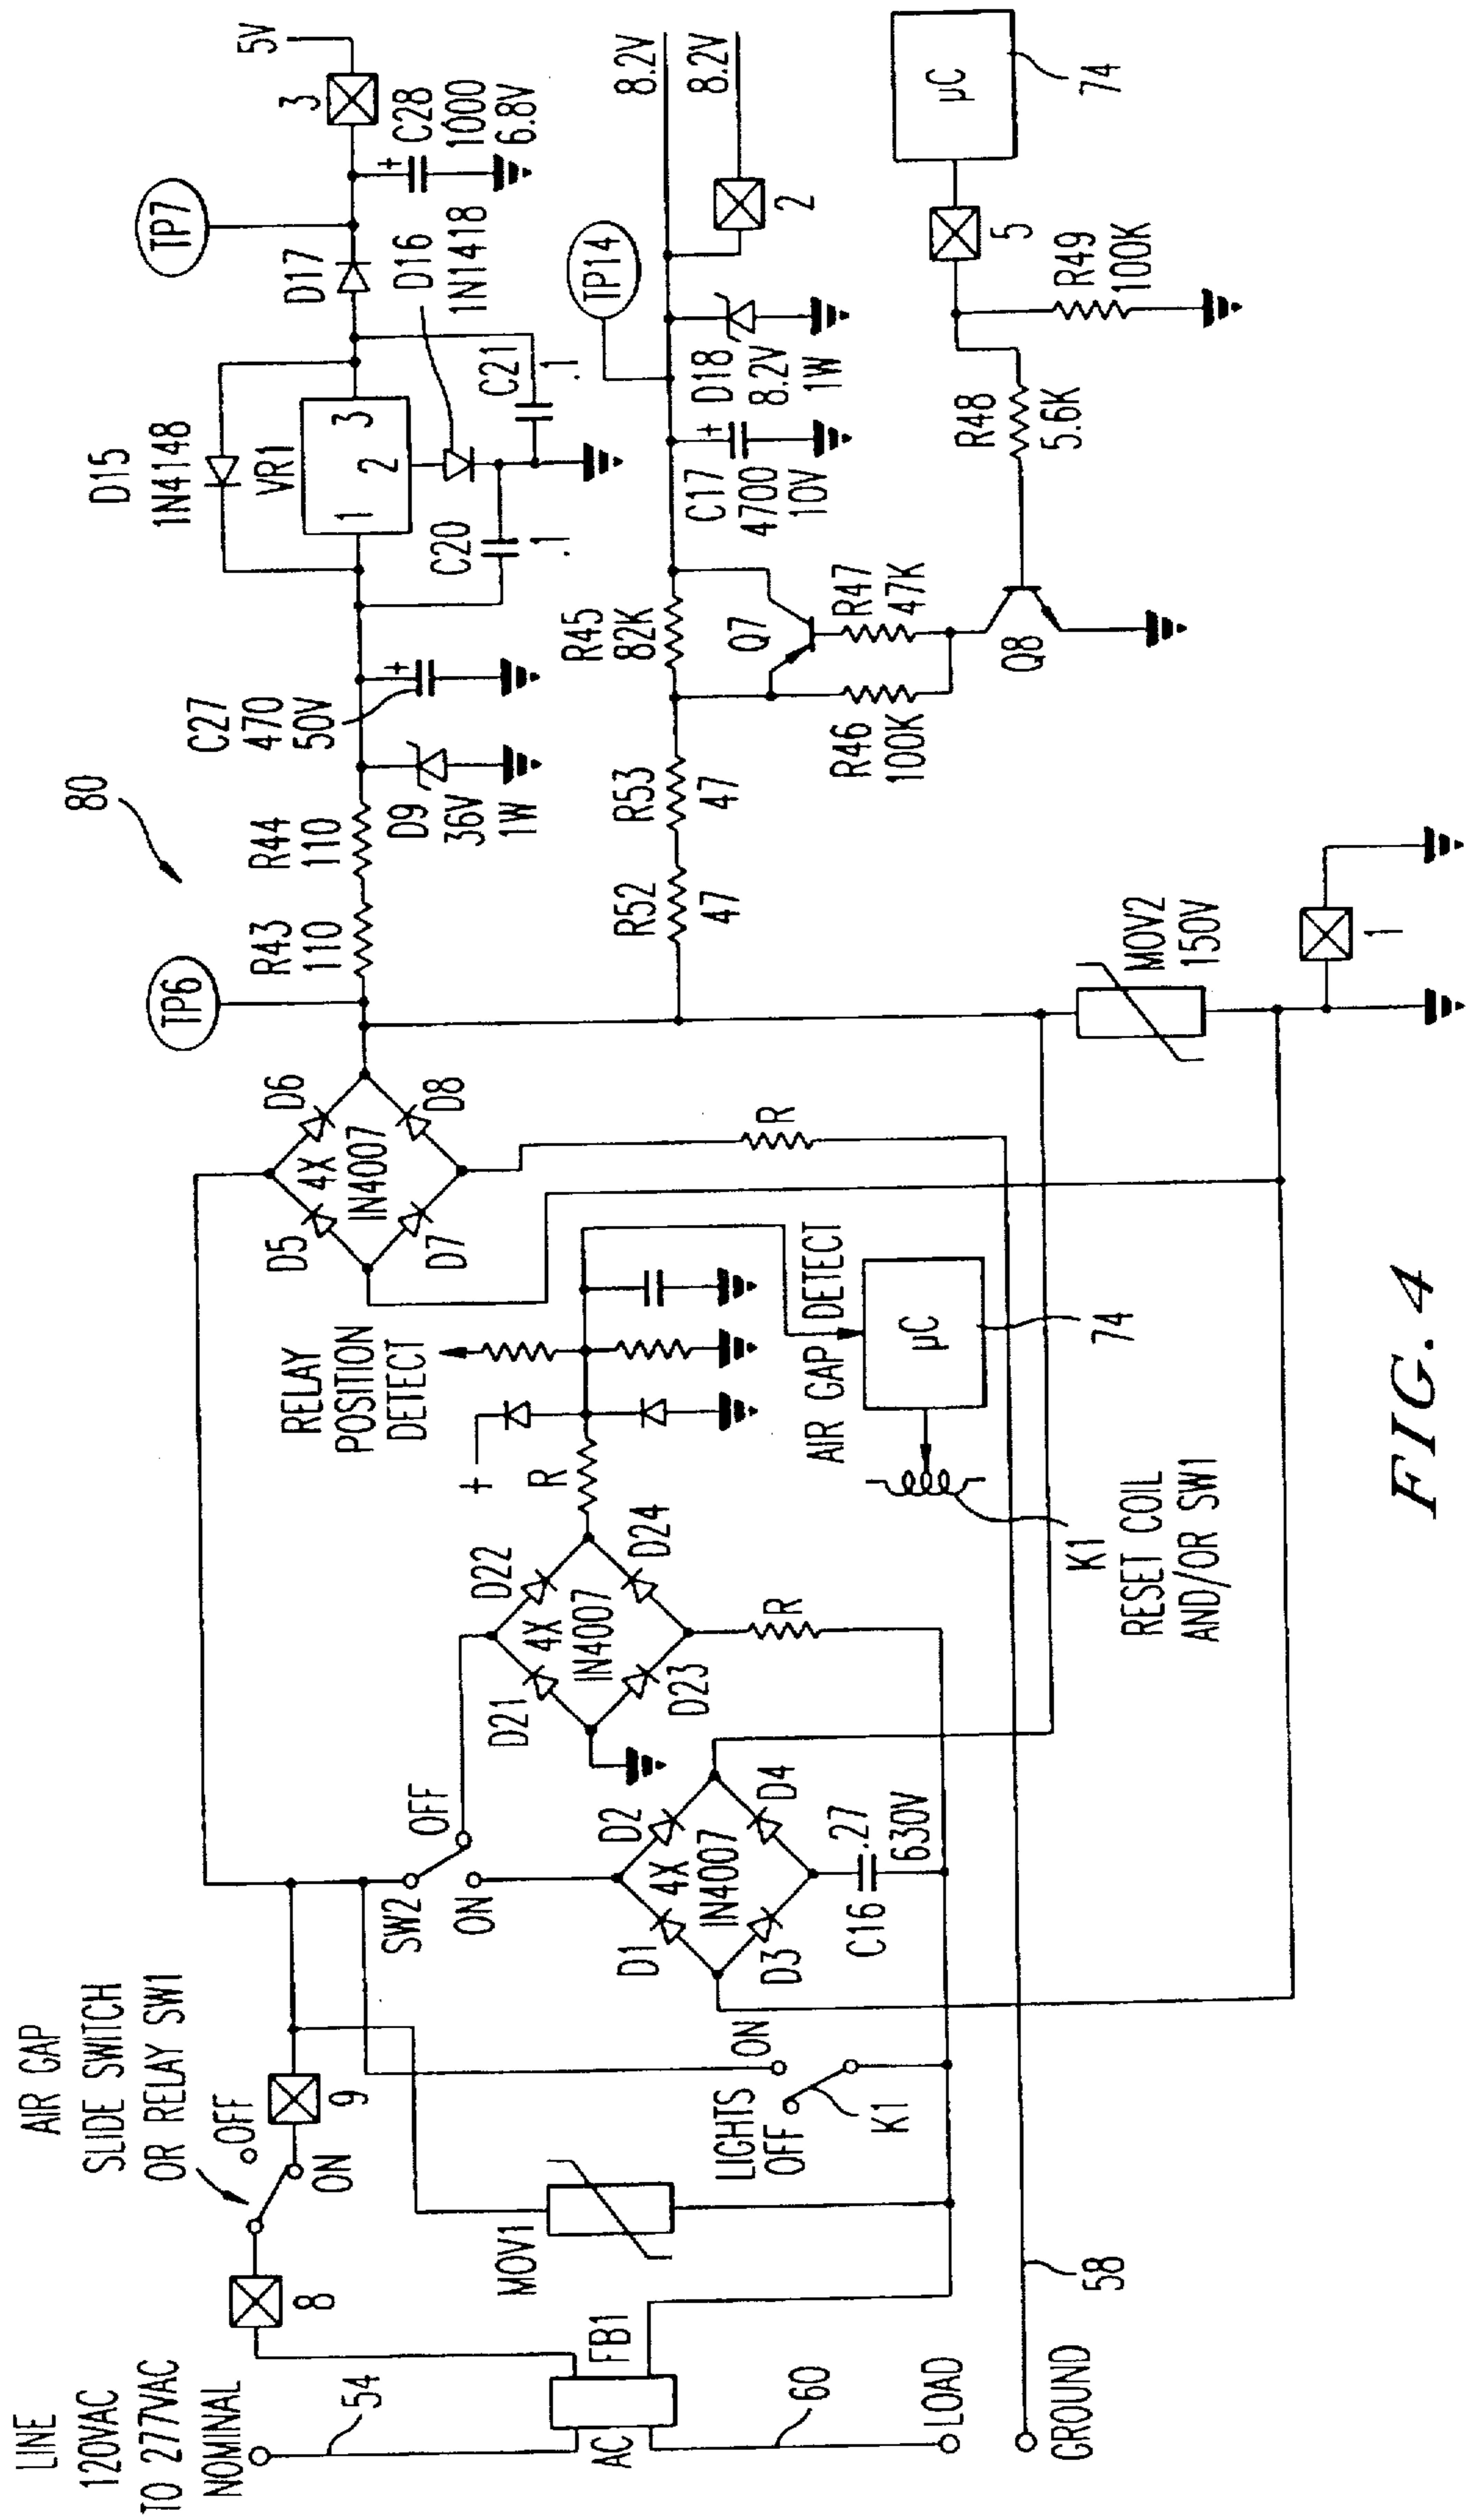 LINE
120VAC
TO 277VAC
NOMINAL
54
AC
FB1
60
LOAD
GROUND
58
8
AIR GAP
SLIDE SWITCH
OR RELAY SW1
OFF
ON
9
MOV1
LIGHTS
OFF
ON
K1
SW2
OFF
ON
D1
D2
4X
IN4007
D3
D4
C16
.27
630V
D21
D22
4X
IN4007
D23
D24
R
R
+
RELAY
POSITION
DETECT
AIR GAP DETECT
µC
74
K1
RESET COIL
AND/OR SW1
D5
D6
4X
IN4007
D7
D8
R
TP6
80
R43
110
R44
110
D9
36V
1W
C27
470
50V
+
D15
1N4148
VR1
1
2
3
C20
.1
C21
.1
D16
1N1418
D17
TP7
C28
1000
6.8V
+
3
5V
R52
47
R53
47
R45
82K
Q7
R46
100K
R47
47K
Q8
C17
4700
10V
+
D18
8.2V
1W
TP14
8.2V
8.2V
2
R48
5.6K
R49
100K
5
µC
74
MOV2
150V
1
FIG. 4